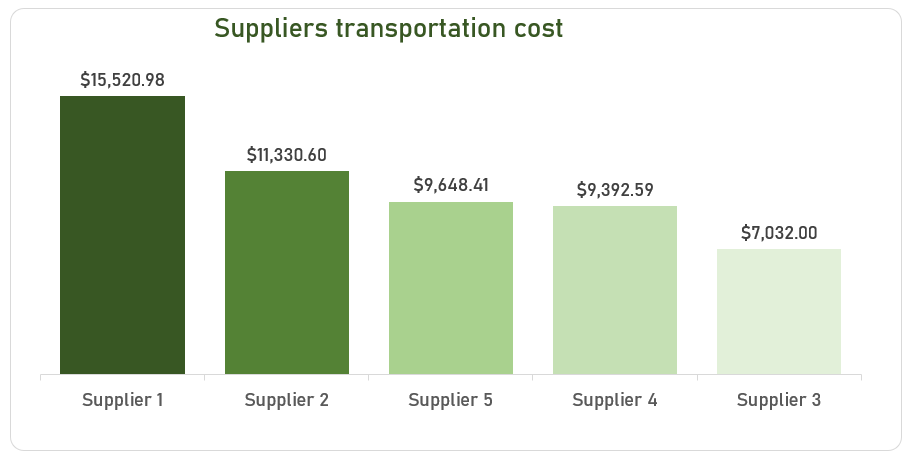 Suppliers transportation cost
$15,520.98
$11,330.60
$9,648.41
$9,392.59
$7,032.00
Supplier 1
Supplier 2
Supplier 5
Supplier 4
Supplier 3